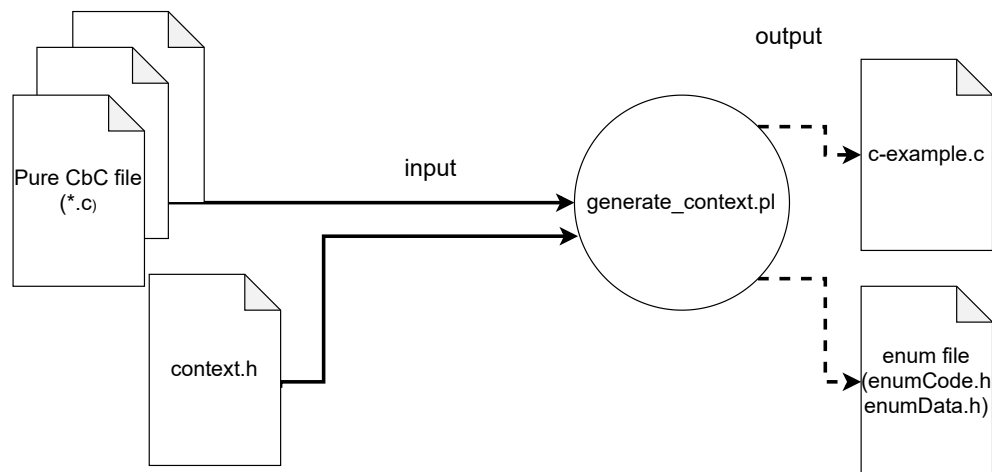 output
Pure CbC file
(*.c)
input
generate_context.pl
c-example.c
context.h
enum file
(enumCode.h
enumData.h)